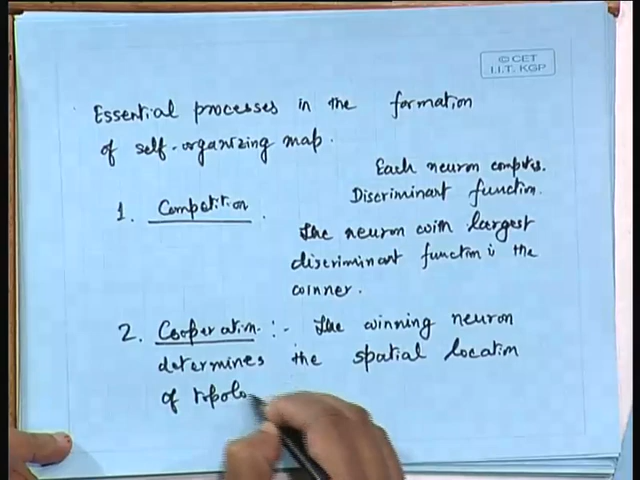 © CET
I.I.T. KGP
Essential processes in the formation
of self-organizing map.
Each neuron computes.
Discriminant function.
1. Competition.
The neuron with largest
discriminant function is the
winner.
2. Cooperation :- The winning neuron
determines the spatial location
of topolo